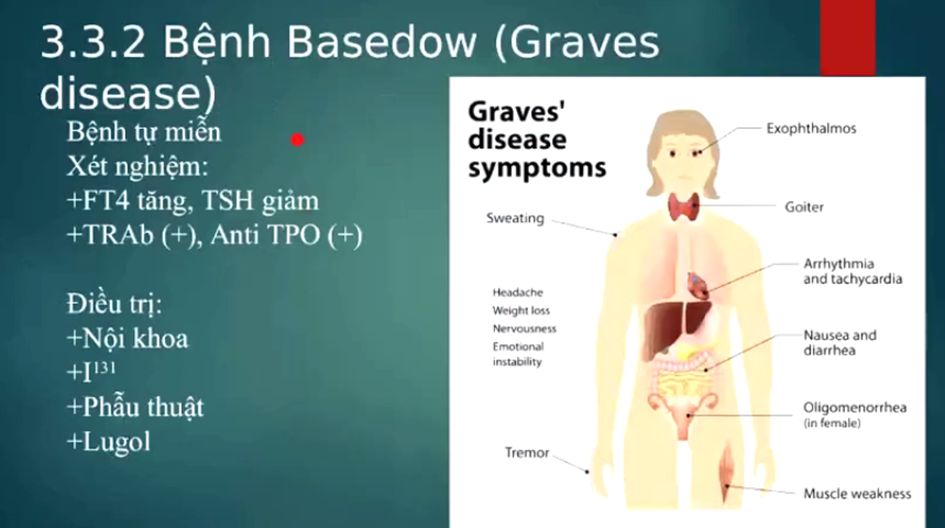 3.3.2 Bệnh Basedow (Graves
disease)
Bệnh tự miễn
Xét nghiệm:
+FT4 tăng, TSH giảm
+TRAb (+), Anti TPO (+)
Điều trị:
+Nội khoa
+I¹³¹
+Phẫu thuật
+Lugol
Graves'
disease
symptoms
Exophthalmos
Goiter
Sweating
Arrhythmia
and tachycardia
Headache
Weight loss
Nervousness
Emotional
instability
Nausea and
diarrhea
Oligomenorrhea
(in female)
Tremor
Muscle weakness